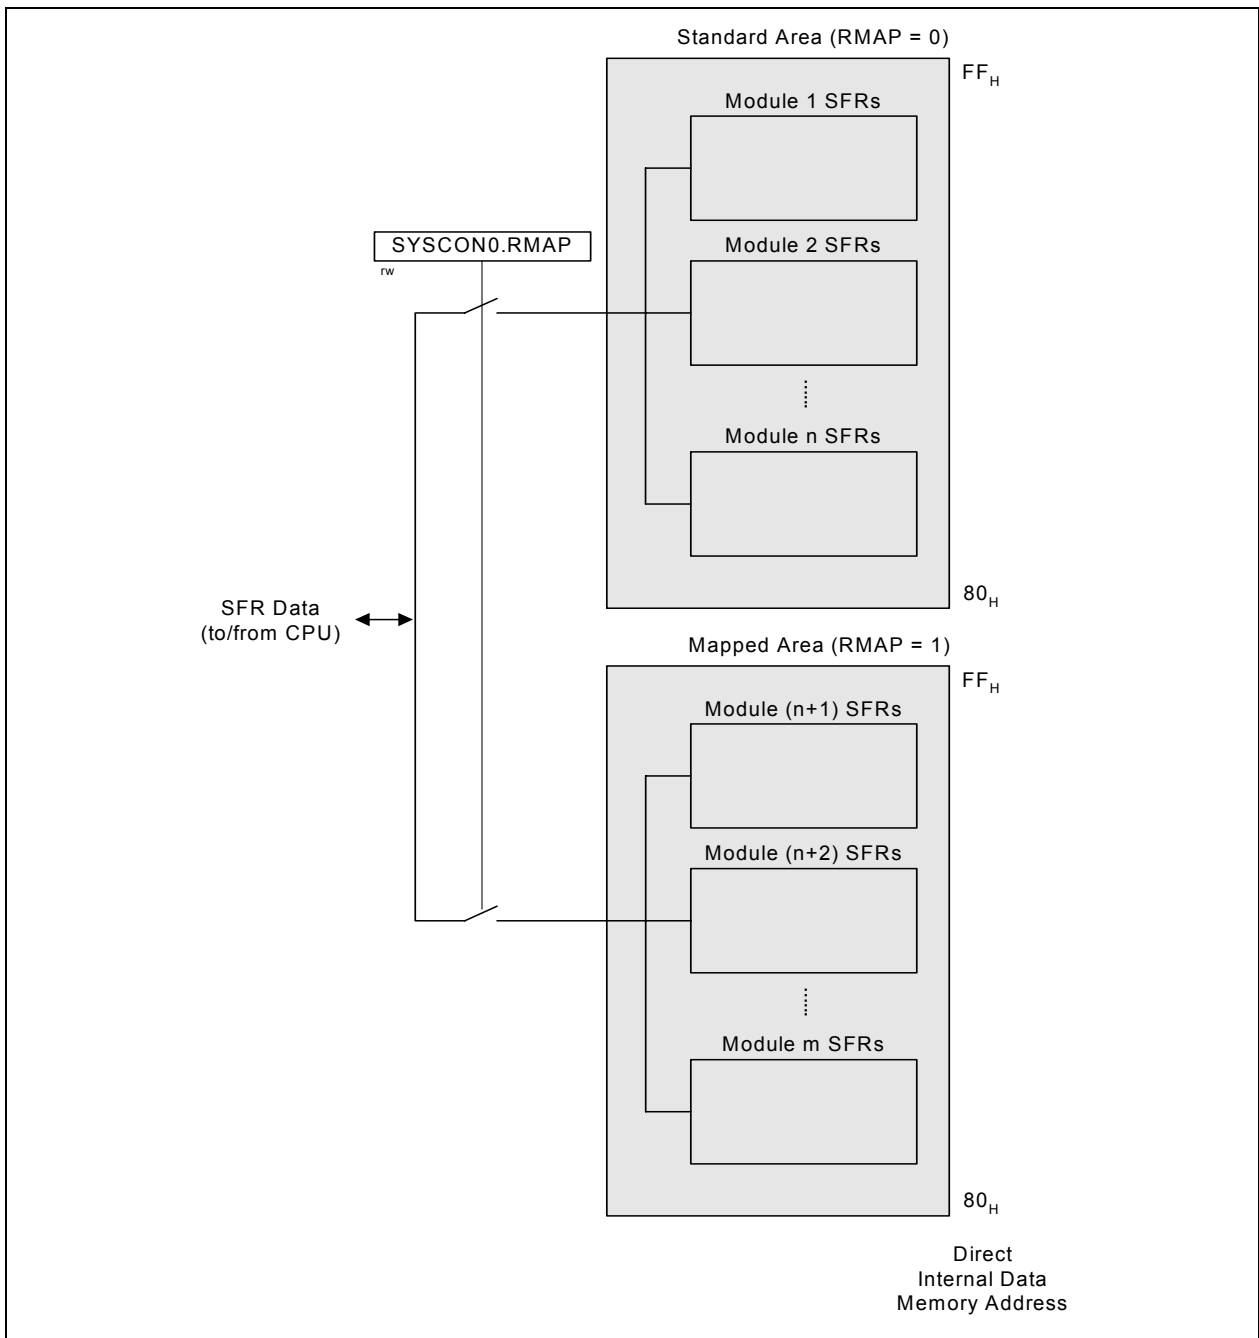 Standard Area (RMAP = 0)
FFH
Module 1 SFRs
SYSCON0.RMAP
rw
Module 2 SFRs
Module n SFRs
80H
SFR Data
(to/from CPU)
Mapped Area (RMAP = 1)
FFH
Module (n+1) SFRs
Module (n+2) SFRs
Module m SFRs
80H
Direct
Internal Data
Memory Address